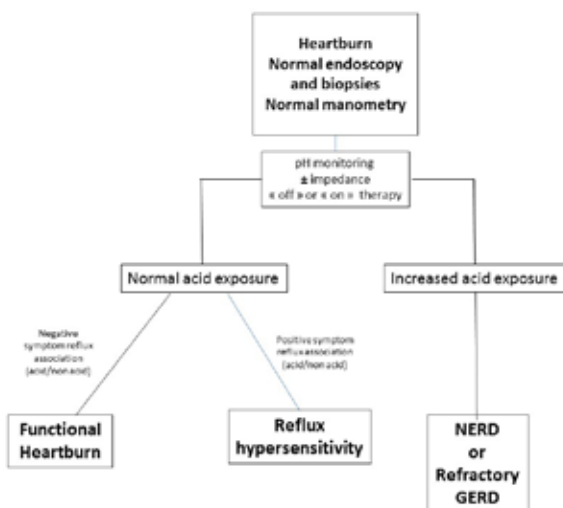 Heartburn
Normal endoscopy
and biopsies
Normal manometry
pH monitoring
± impedance
« off » or « on » therapy
Normal acid exposure
Increased acid exposure
Negative
symptom reflux
association
(acid/non acid)
Positive symptom
reflux association
(acid/non acid)
Functional
Heartburn
Reflux
hypersensitivity
NERD
or
Refractory
GERD